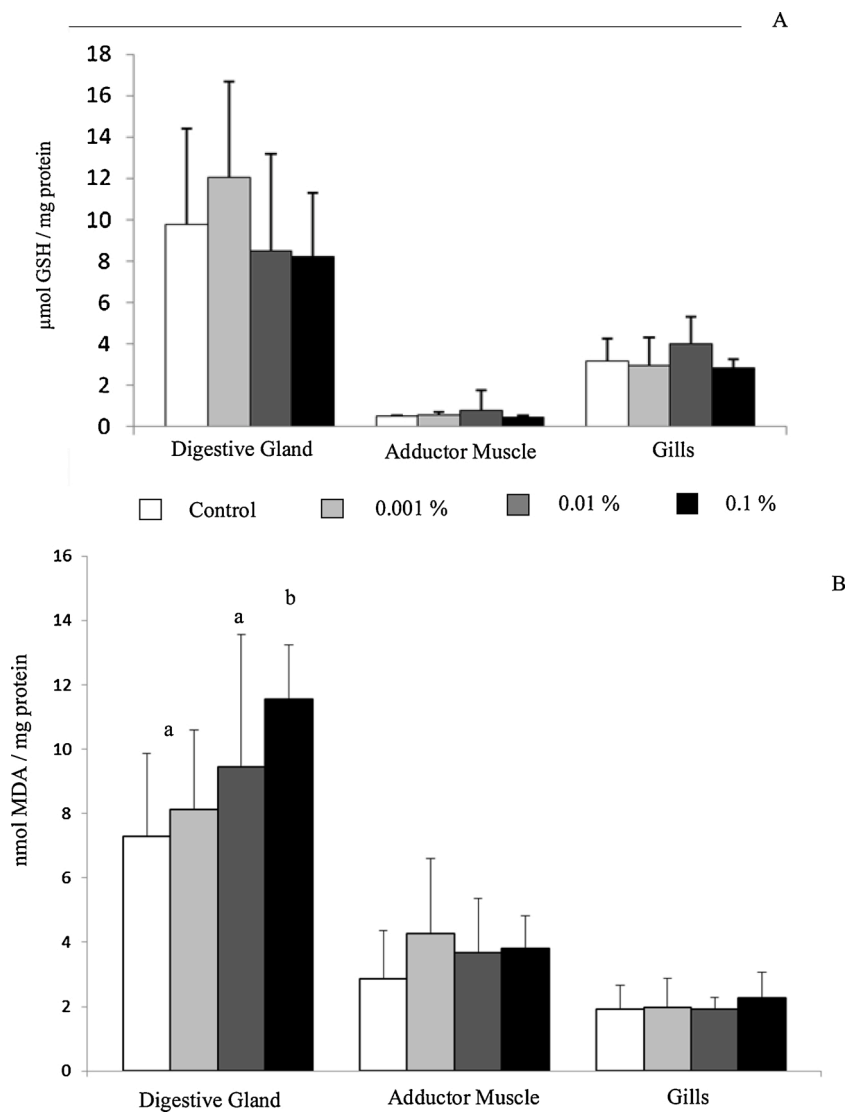 A
18
16
14
12
10
8
6
4
2
0
µmol GSH / mg protein
Digestive Gland Adductor Muscle Gills
Control 0.001 % 0.01 % 0.1 %
B
16
14
12
10
8
6
4
2
0
nmol MDA / mg protein
a a b
Digestive Gland Adductor Muscle Gills